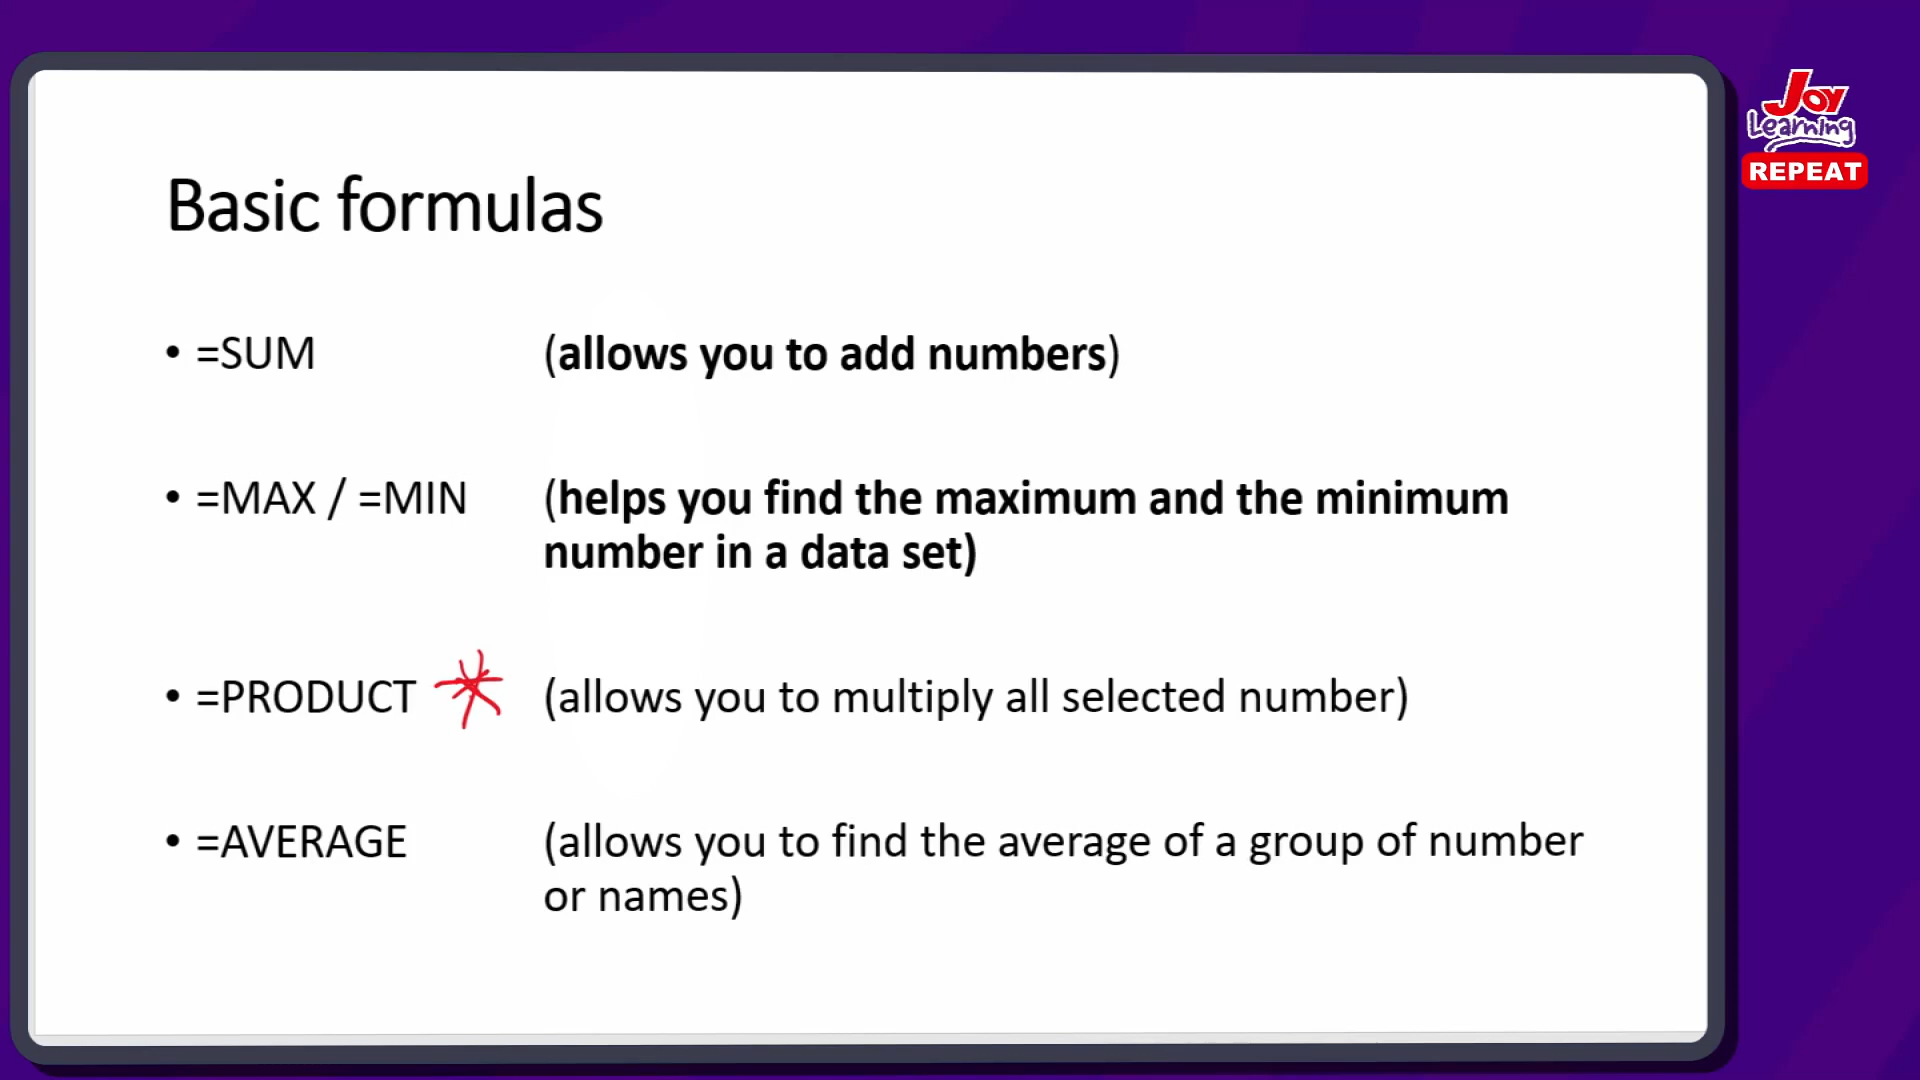 Joy
Learning
REPEAT
Basic formulas
• =SUM (allows you to add numbers)
• =MAX / =MIN (helps you find the maximum and the minimum
number in a data set)
• =PRODUCT * (allows you to multiply all selected number)
• =AVERAGE (allows you to find the average of a group of number
or names)